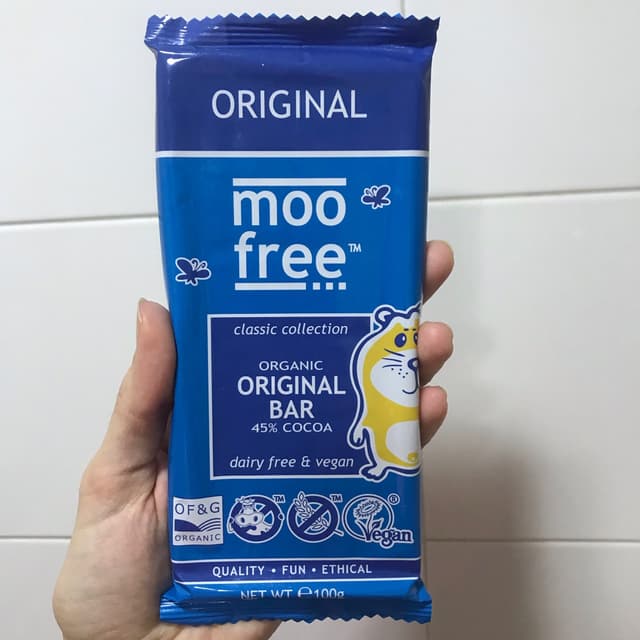 ORIGINAL
moo
free™
classic collection
ORGANIC
ORIGINAL
BAR
45% COCOA
dairy free & vegan
OF&G
ORGANIC
TM
TM
®
Vegan
QUALITY • FUN • ETHICAL
NET WT ℮100g